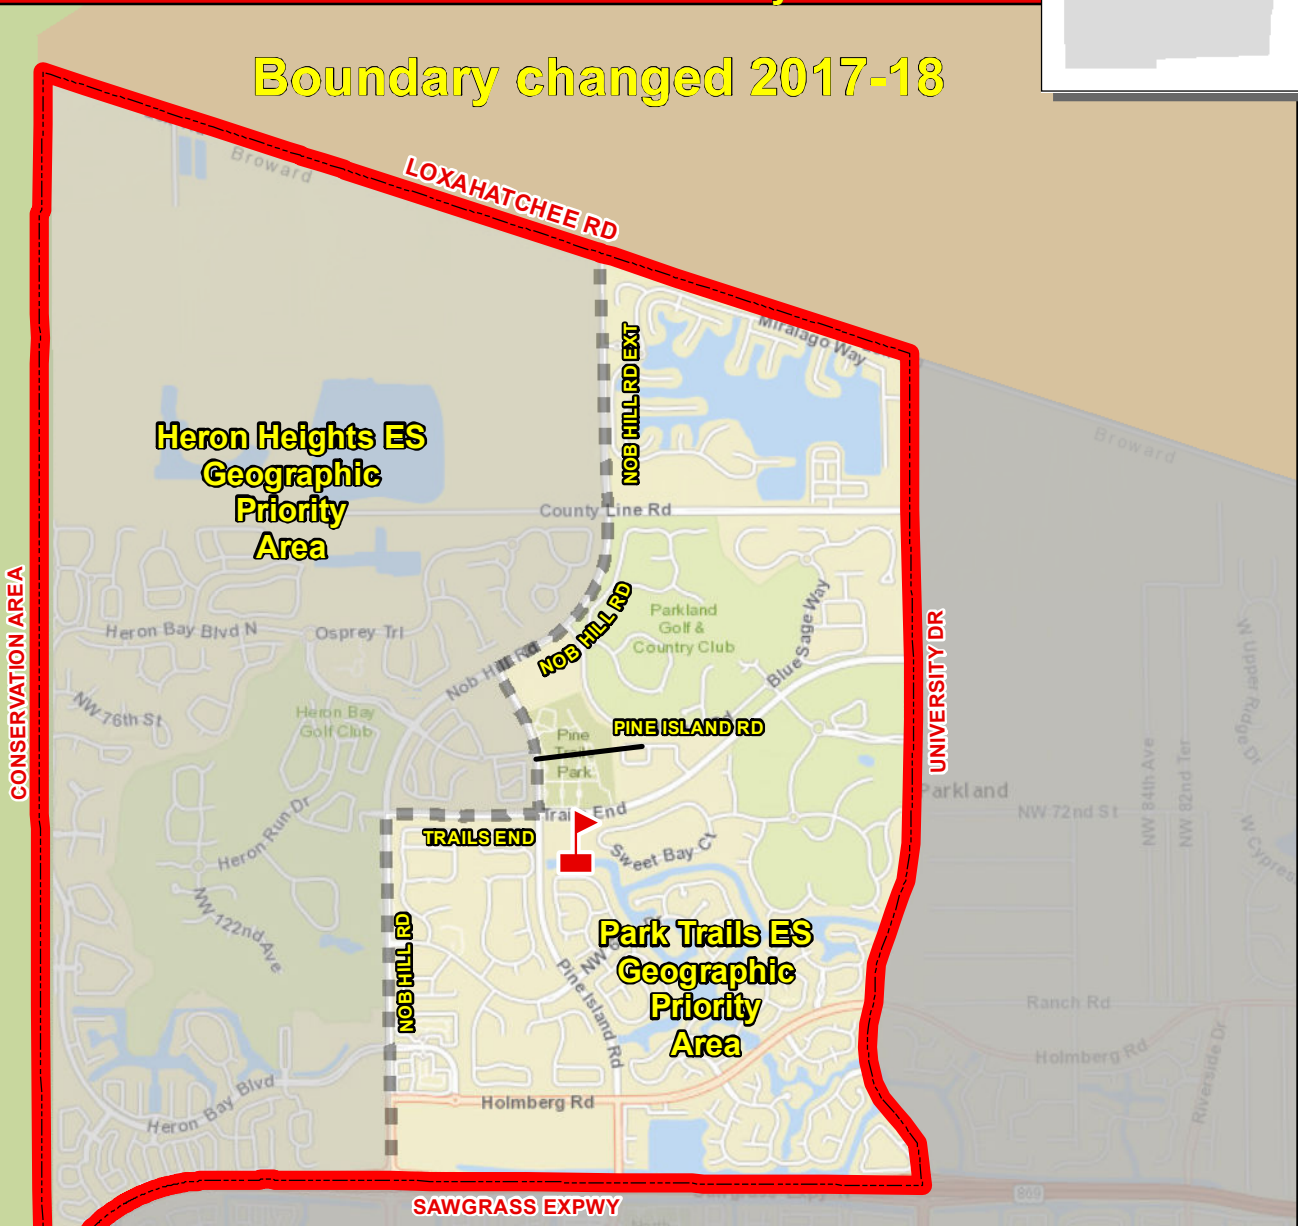 Boundary changed 2017-18
Broward
LOXAHATCHEE RD
Miralago Way
NOB HILL RD EXT
Broward
Heron Heights ES
Geographic
Priority
Area
County Line Rd
CONSERVATION AREA
Heron Bay Blvd N
Osprey Trl
NOB HILL RD
Nob Hill Rd
Parkland
Golf &
Country Club
Blue Sage Way
UNIVERSITY DR
N W Upper Ridge Dr
NW 76th St
Heron Bay
Golf Club
PINE ISLAND RD
Pine
Trails
Park
NW 84th Ave
NW 82nd Ter
Parkland
NW 72nd St
Trails End
TRAILS END
Heron Run Dr
Sweet Bay Ct
W Cypress
NW 122nd Ave
NOB HILL RD
Park Trails ES
Geographic
Priority
Area
NW
Pine Island Rd
Ranch Rd
Holmberg Rd
Riverside Dr
Heron Bay Blvd
Holmberg Rd
869
Sawgrass Expy N
SAWGRASS EXPWY
North